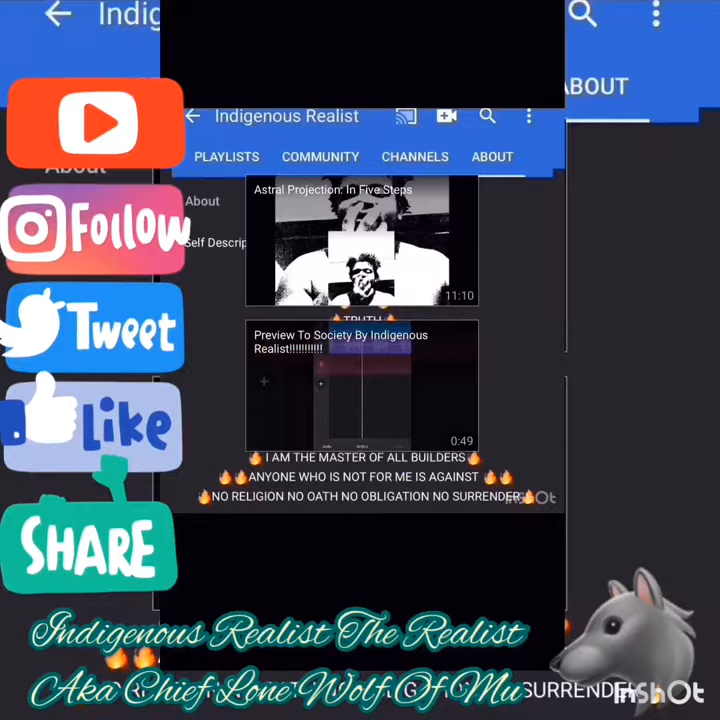 Indig
ABOUT
Indigenous Realist
PLAYLISTS COMMUNITY CHANNELS ABOUT
About
About
Follow
Self Descrip
Astral Projection: In Five Steps
11:10
TRUTH
Tweet
Preview To Society By Indigenous
Realist!!!!!!!!!!!
0:49
Like
🔥 I AM THE MASTER OF ALL BUILDERS🔥
🔥🔥ANYONE WHO IS NOT FOR ME IS AGAINST 🔥🔥
🔥NO RELIGION NO OATH NO OBLIGATION NO SURRENDER🔥
InShOt
SHARE
Indigenous Realist The Realist
Aka Chief Lone Wolf Of Mu
SURRENDER
InShOt